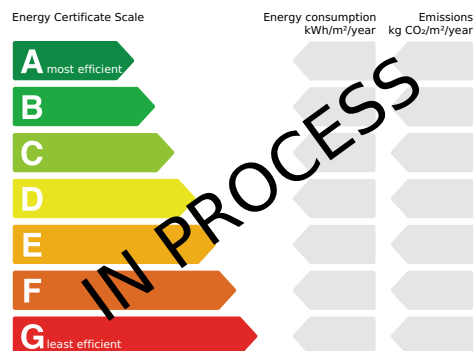 Energy Certificate Scale
Energy consumption
kWh/m²/year
Emissions
kg CO₂/m²/year
A most efficient
B
C
D
E
F
G least efficient
IN PROCESS